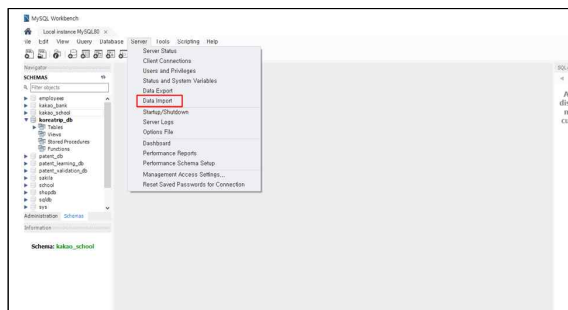 MySQL Workbench
Local instance MySQL80 ×
File Edit View Query Database Server Tools Scripting Help
Navigator
SCHEMAS
Filter objects
employees
kakao_bank
kakao_school
koreatrip_db
Tables
Views
Stored Procedures
Functions
patent_db
patent_learning_db
patent_validation_db
sakila
school
shopdb
sqldb
sys
Administration Schemas
Information
Schema: kakao_school
Server Status
Client Connections
Users and Privileges
Status and System Variables
Data Export
Data Import
Startup/Shutdown
Server Logs
Options File
Dashboard
Performance Reports
Performance Schema Setup
Management Access Settings...
Reset Saved Passwords for Connection